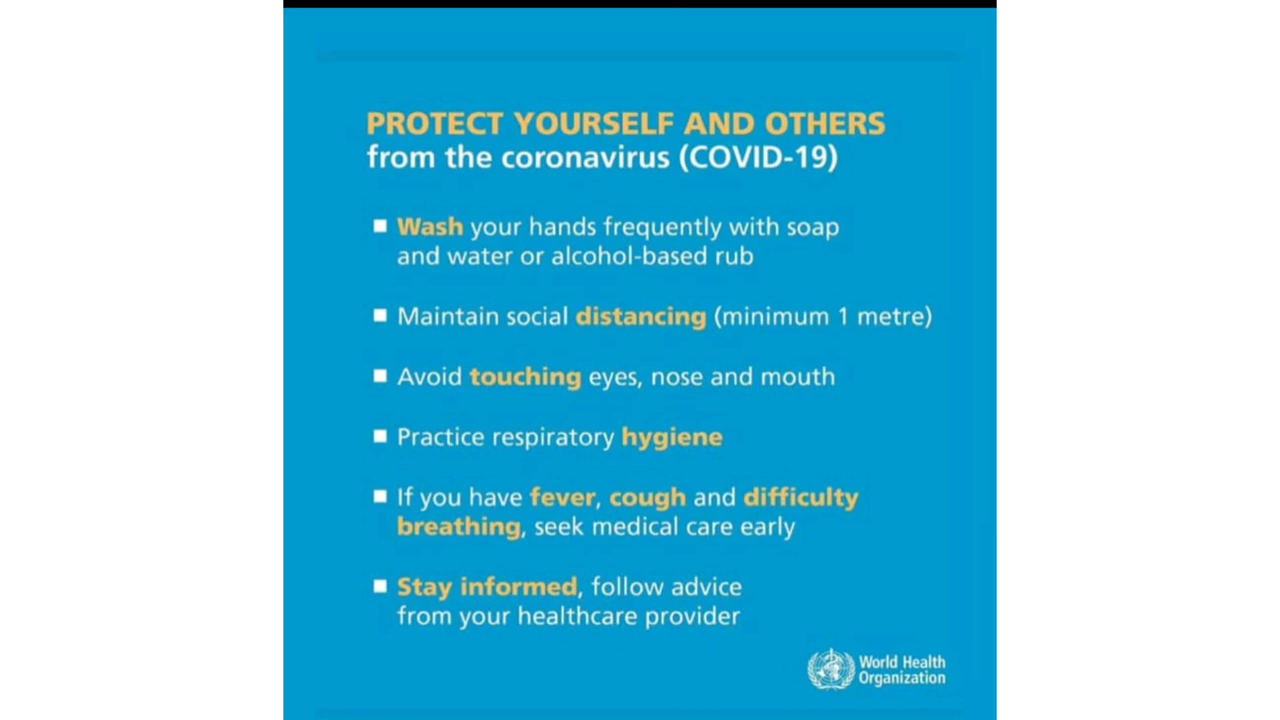 PROTECT YOURSELF AND OTHERS
from the coronavirus (COVID-19)
Wash your hands frequently with soap
and water or alcohol-based rub
Maintain social distancing (minimum 1 metre)
Avoid touching eyes, nose and mouth
Practice respiratory hygiene
If you have fever, cough and difficulty
breathing, seek medical care early
Stay informed, follow advice
from your healthcare provider
World Health
Organization